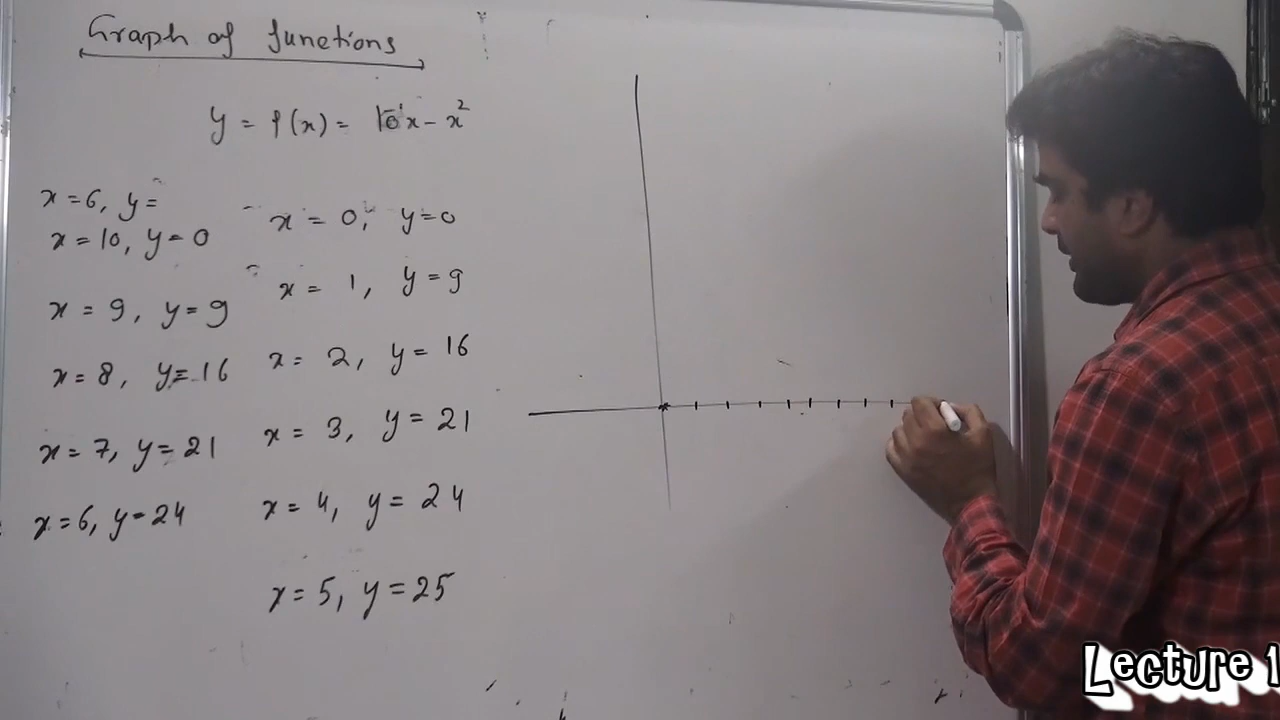 Graph of functions
y = f(x) = 10x - x²
x = 6, y =
x = 10, y = 0
x = 9, y = 9
x = 8, y = 16
x = 7, y = 21
x = 6, y = 24
x = 0, y = 0
x = 1, y = 9
x = 2, y = 16
x = 3, y = 21
x = 4, y = 24
x = 5, y = 25
Lecture 1